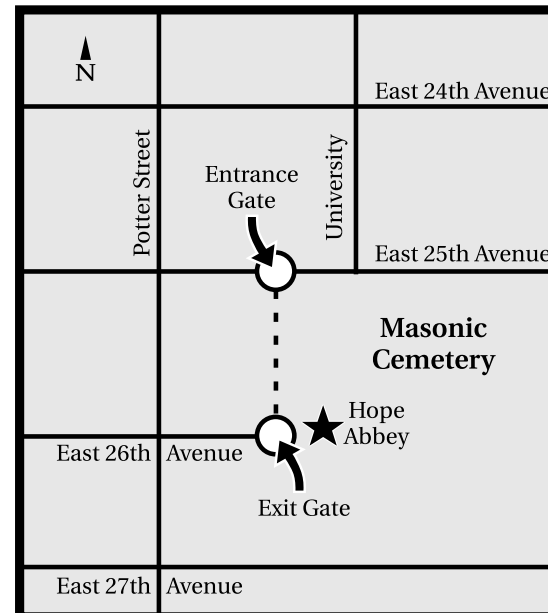 N
East 24th Avenue
Potter Street
University
Entrance
Gate
East 25th Avenue
Masonic
Cemetery
Hope
Abbey
East 26th Avenue
Exit Gate
East 27th Avenue